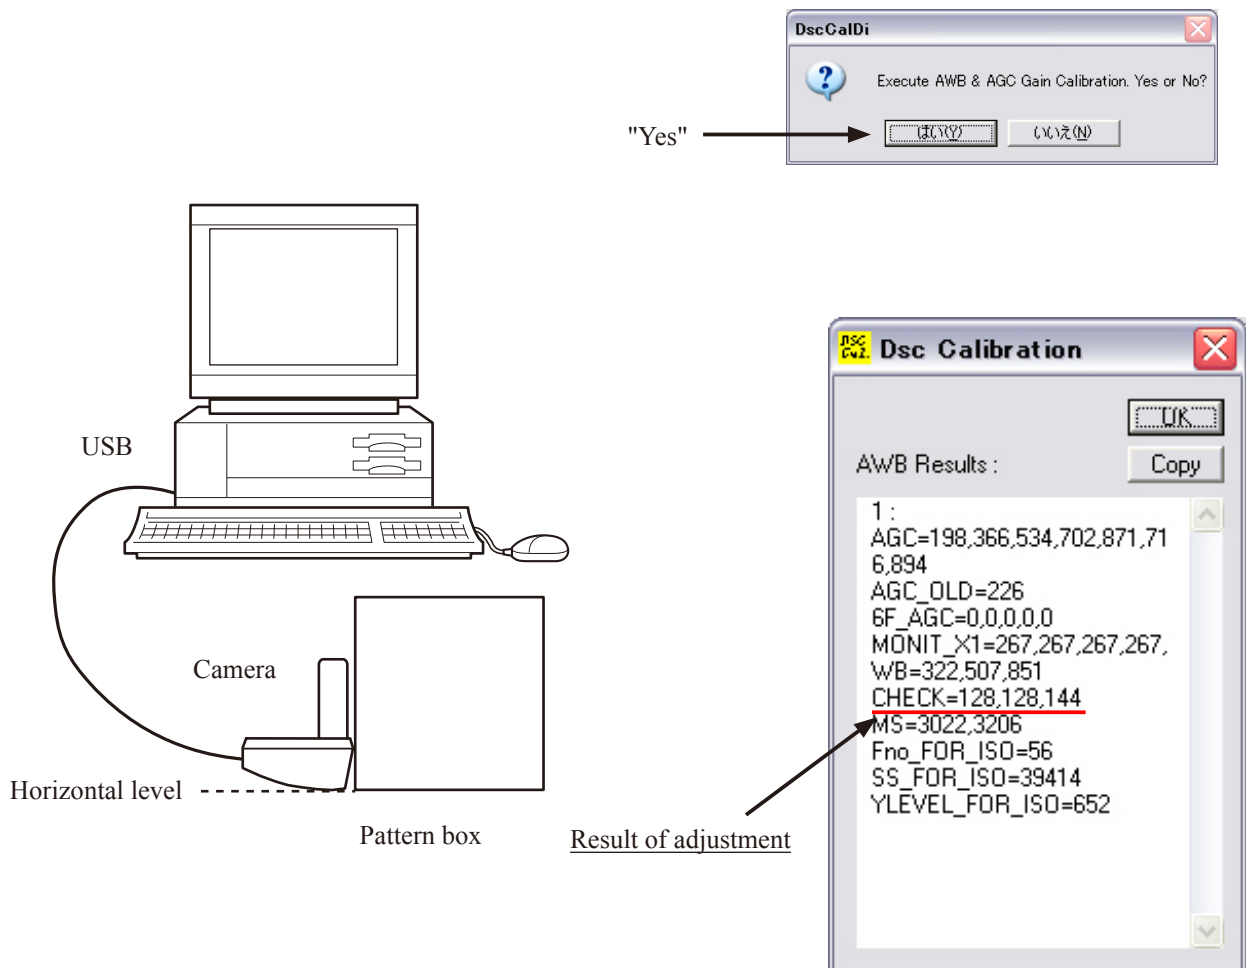 DscCalDi
Execute AWB & AGC Gain Calibration. Yes or No?
"Yes"
はい(Y)
いいえ(N)
USB
Camera
Horizontal level
Pattern box
Result of adjustment
DSC
Cal.
Dsc Calibration
OK
AWB Results :
Copy
1 :
AGC=198,366,534,702,871,71
6,894
AGC_OLD=226
6F_AGC=0,0,0,0,0
MONIT_X1=267,267,267,267,
WB=322,507,851
CHECK=128,128,144
MS=3022,3206
Fno_FOR_ISO=56
SS_FOR_ISO=39414
YLEVEL_FOR_ISO=652